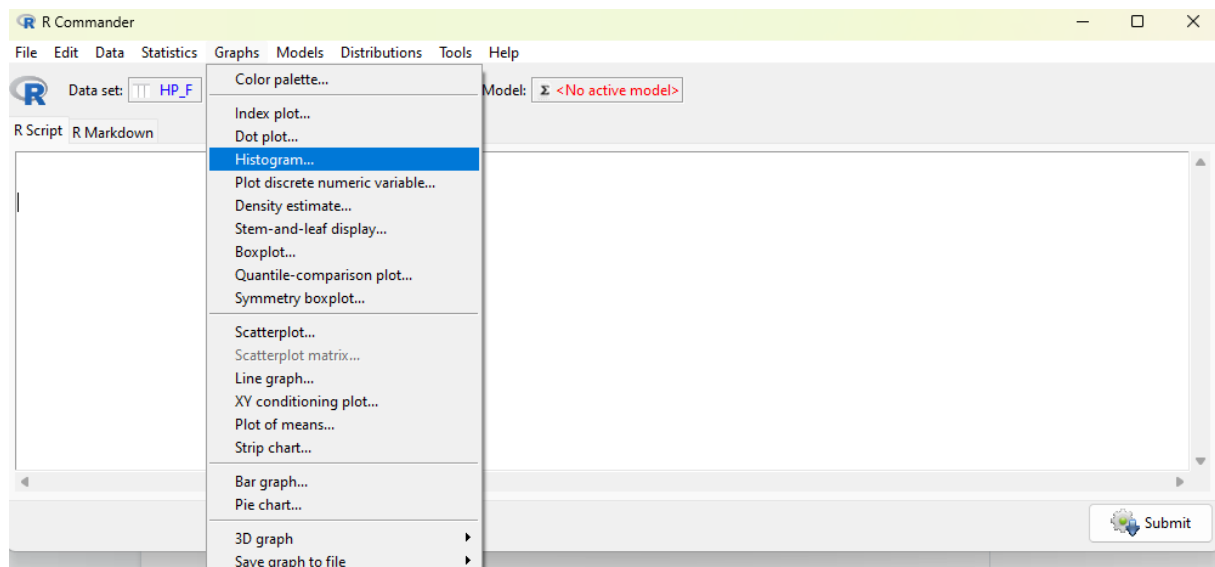 R Commander
File Edit Data Statistics Graphs Models Distributions Tools Help
R Data set: HP_F Model: Σ <No active model>
R Script R Markdown
Color palette...
Index plot...
Dot plot...
Histogram...
Plot discrete numeric variable...
Density estimate...
Stem-and-leaf display...
Boxplot...
Quantile-comparison plot...
Symmetry boxplot...
Scatterplot...
Scatterplot matrix...
Line graph...
XY conditioning plot...
Plot of means...
Strip chart...
Bar graph...
Pie chart...
3D graph
Save graph to file
Submit